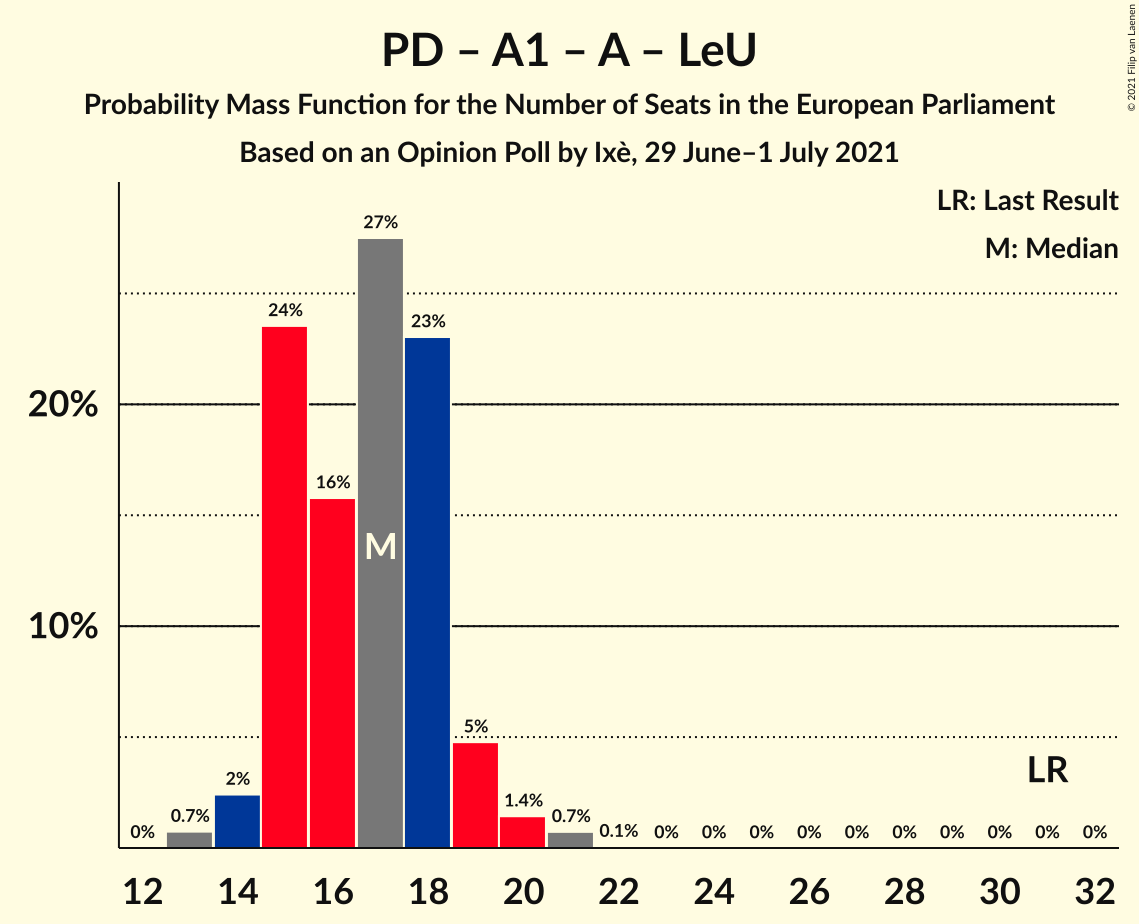 PD – A1 – A – LeU
Probability Mass Function for the Number of Seats in the European Parliament
Based on an Opinion Poll by Ixè, 29 June–1 July 2021
© 2021 Filip van Laenen
LR: Last Result
M: Median
27%
24%
23%
20%
16%
M
10%
5%
LR
2%
1.4%
0% 0.7% 0.7% 0.1% 0% 0% 0% 0% 0% 0% 0% 0% 0% 0%
12 14 16 18 20 22 24 26 28 30 32